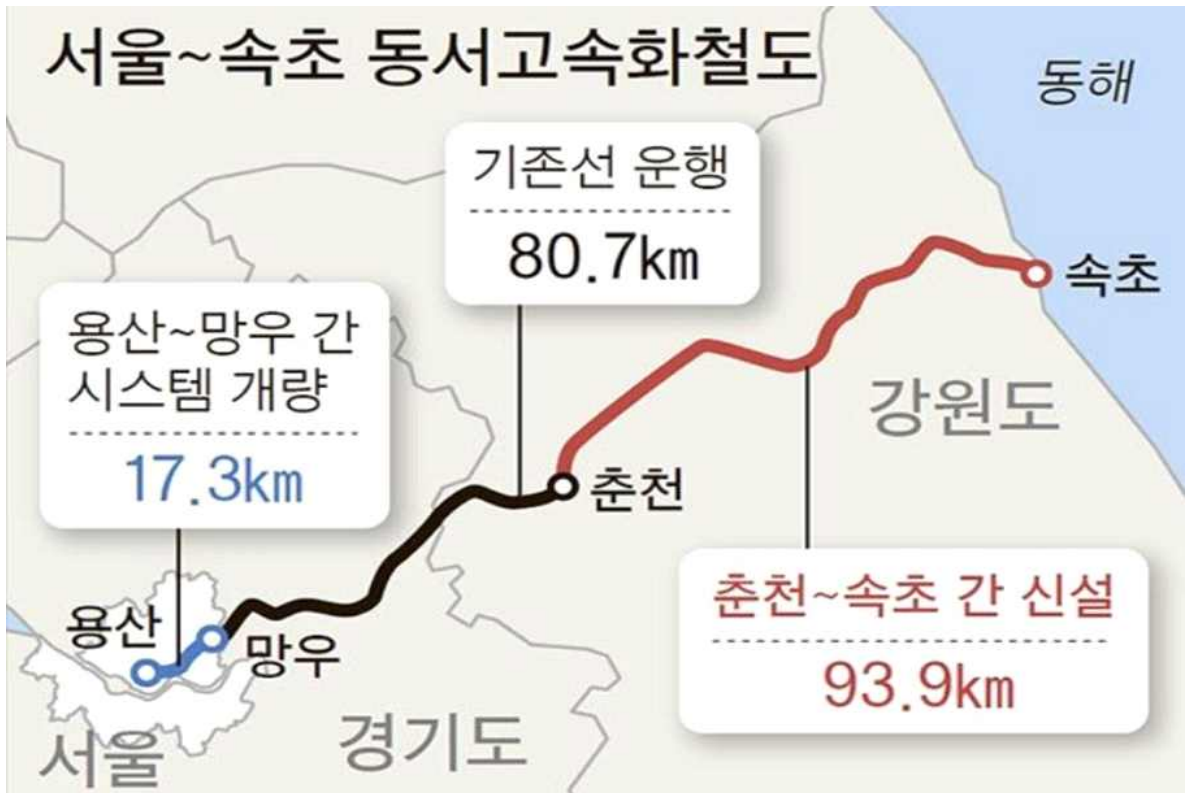 서울~속초 동서고속화철도
동해
기존선 운행
80.7km
속초
용산~망우 간
시스템 개량
17.3km
강원도
춘천
춘천~속초 간 신설
93.9km
용산
망우
경기도
서울